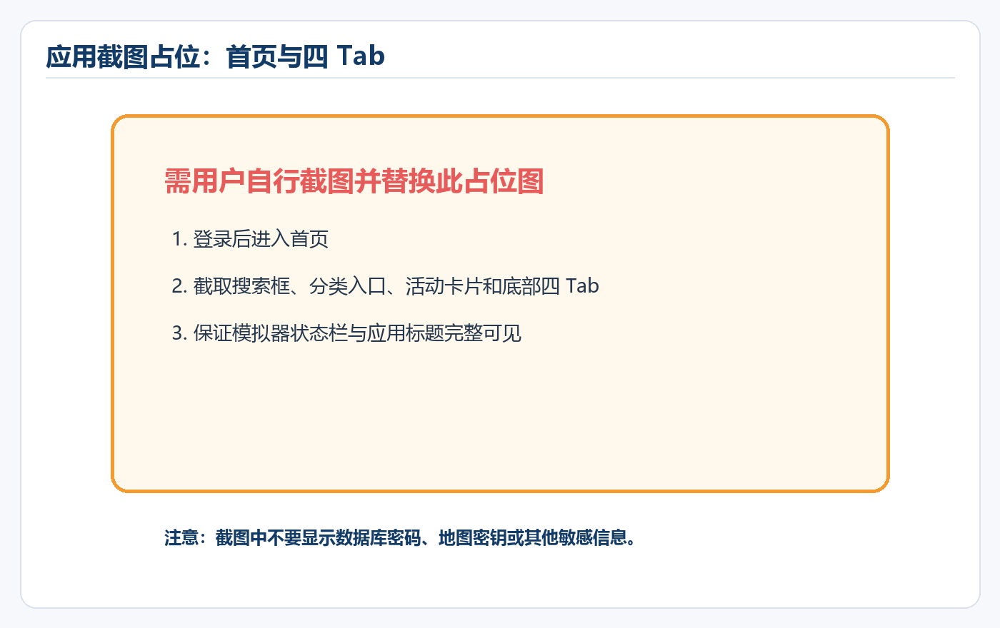 应用截图占位：首页与四 Tab
需用户自行截图并替换此占位图
1. 登录后进入首页
2. 截取搜索框、分类入口、活动卡片和底部四 Tab
3. 保证模拟器状态栏与应用标题完整可见
注意：截图中不要显示数据库密码、地图密钥或其他敏感信息。